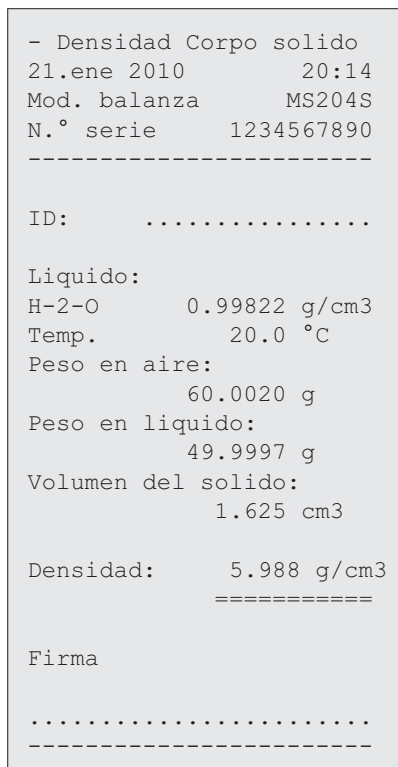 - Densidad Corpo solido
21.ene 2010 20:14
Mod. balanza MS204S
N.° serie 1234567890
------------------------
ID: ................
Liquido:
H-2-O 0.99822 g/cm3
Temp. 20.0 °C
Peso en aire:
60.0020 g
Peso en liquido:
49.9997 g
Volumen del solido:
1.625 cm3
Densidad: 5.988 g/cm3
===========
Firma
........................
------------------------